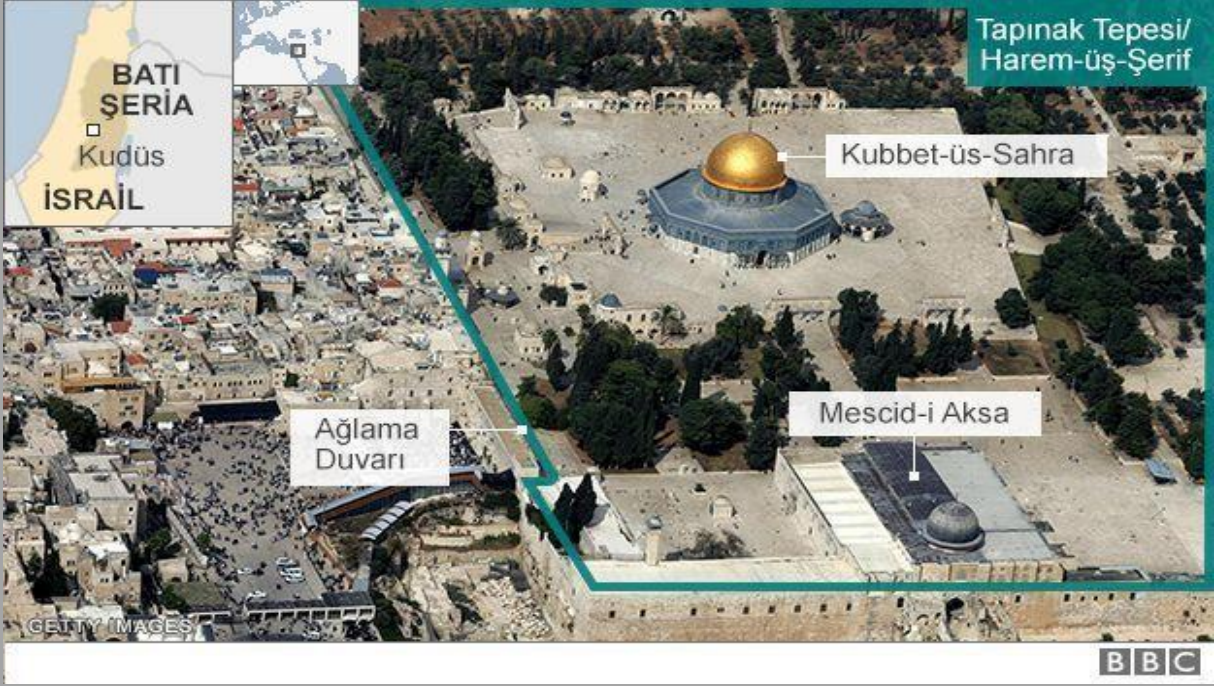 Tapınak Tepesi/
Harem-üş-Şerif
BATI
ŞERİA
Kudüs
İSRAİL
Kubbet-üs-Sahra
Mescid-i Aksa
Ağlama
Duvarı
GETTY IMAGES
BBC